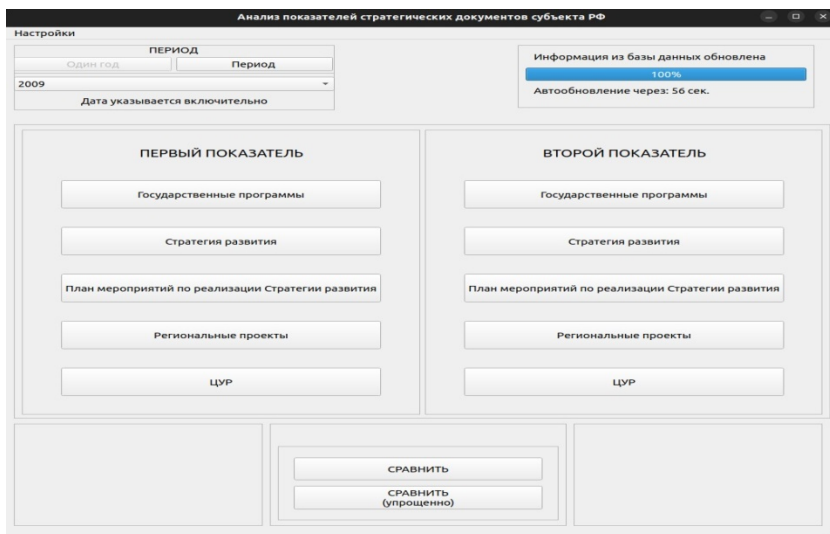 Анализ показателей стратегических документов субъекта РФ
Настройки
ПЕРИОД
Один год
Период
2009
Дата указывается включительно
Информация из базы данных обновлена
100%
Автообновление через: 56 сек.
ПЕРВЫЙ ПОКАЗАТЕЛЬ
Государственные программы
Стратегия развития
План мероприятий по реализации Стратегии развития
Региональные проекты
ЦУР
ВТОРОЙ ПОКАЗАТЕЛЬ
Государственные программы
Стратегия развития
План мероприятий по реализации Стратегии развития
Региональные проекты
ЦУР
СРАВНИТЬ
СРАВНИТЬ
(упрощенно)